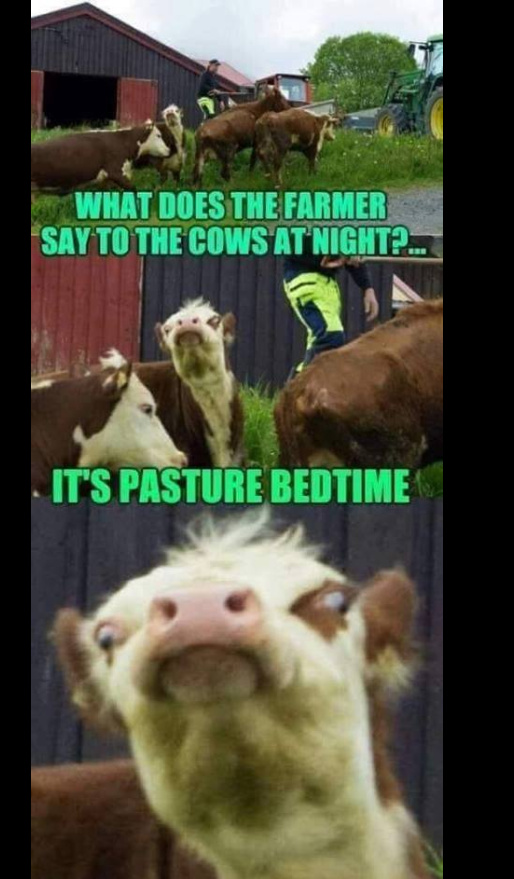 WHAT DOES THE FARMER
SAY TO THE COWS AT NIGHT?...
IT'S PASTURE BEDTIME